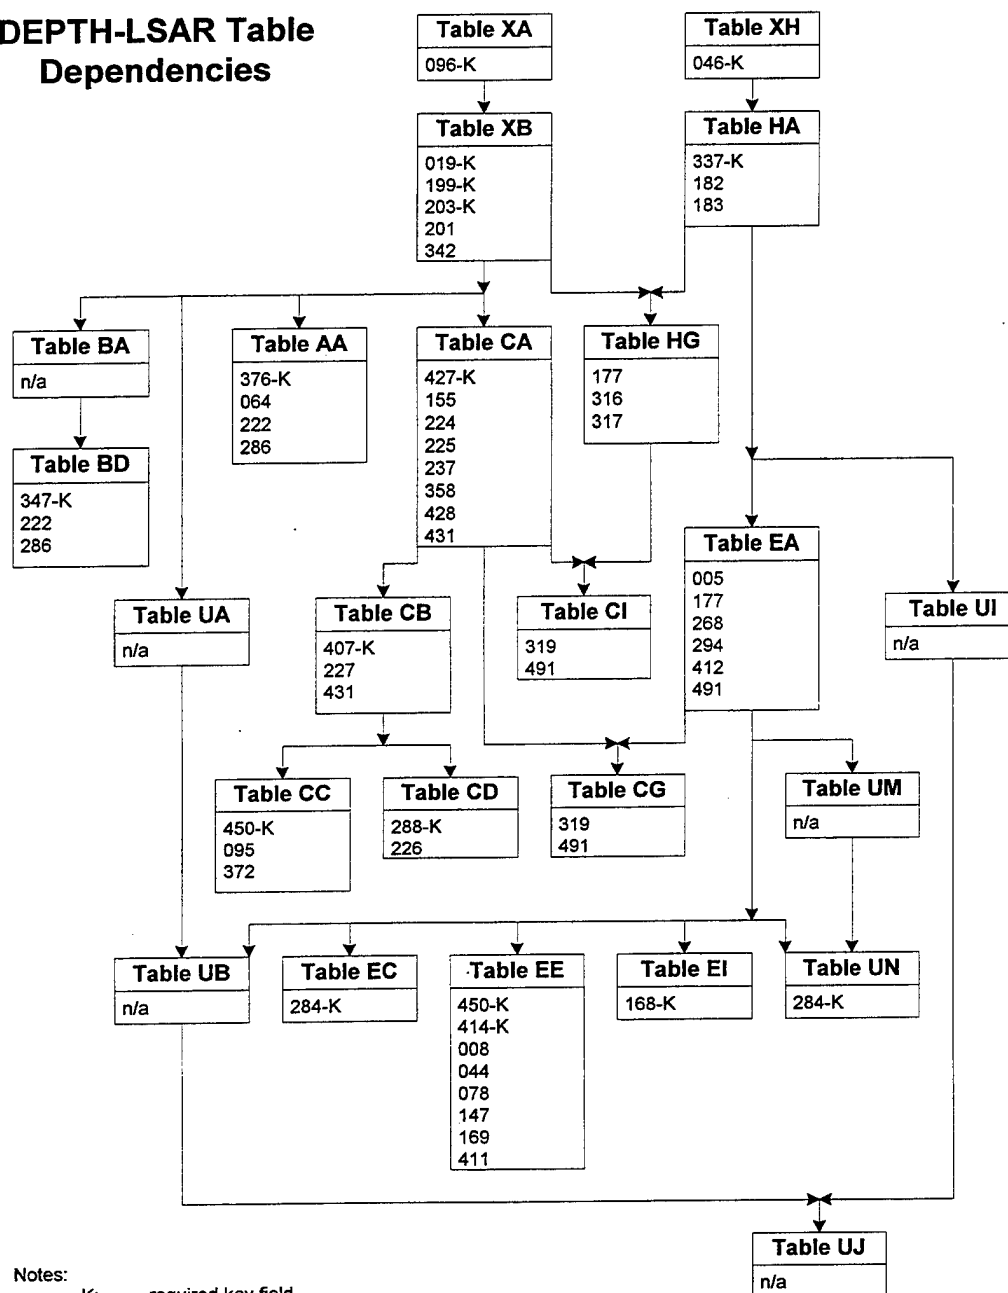 DEPTH-LSAR Table
Dependencies
Table XA
096-K
Table XH
046-K
Table XB
019-K
199-K
203-K
201
342
Table HA
337-K
182
183
Table BA
n/a
Table AA
376-K
064
222
286
Table CA
427-K
155
224
225
237
358
428
431
Table HG
177
316
317
Table BD
347-K
222
286
Table EA
005
177
268
294
412
491
Table UA
n/a
Table CB
407-K
227
431
Table CI
319
491
Table UI
n/a
Table CC
450-K
095
372
Table CD
288-K
226
Table CG
319
491
Table UM
n/a
Table UB
n/a
Table EC
284-K
Table EE
450-K
414-K
008
044
078
147
169
411
Table EI
168-K
Table UN
284-K
Table UJ
n/a
Notes:
required key field